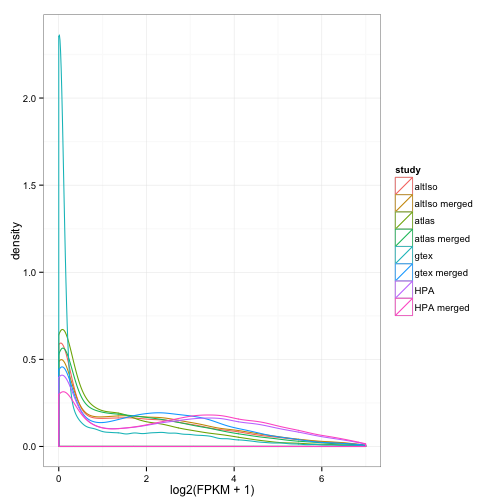 2.0
1.5
1.0
0.5
0.0
density
0 2 4 6
log2(FPKM + 1)
study
altIso
altIso merged
atlas
atlas merged
gtex
gtex merged
HPA
HPA merged